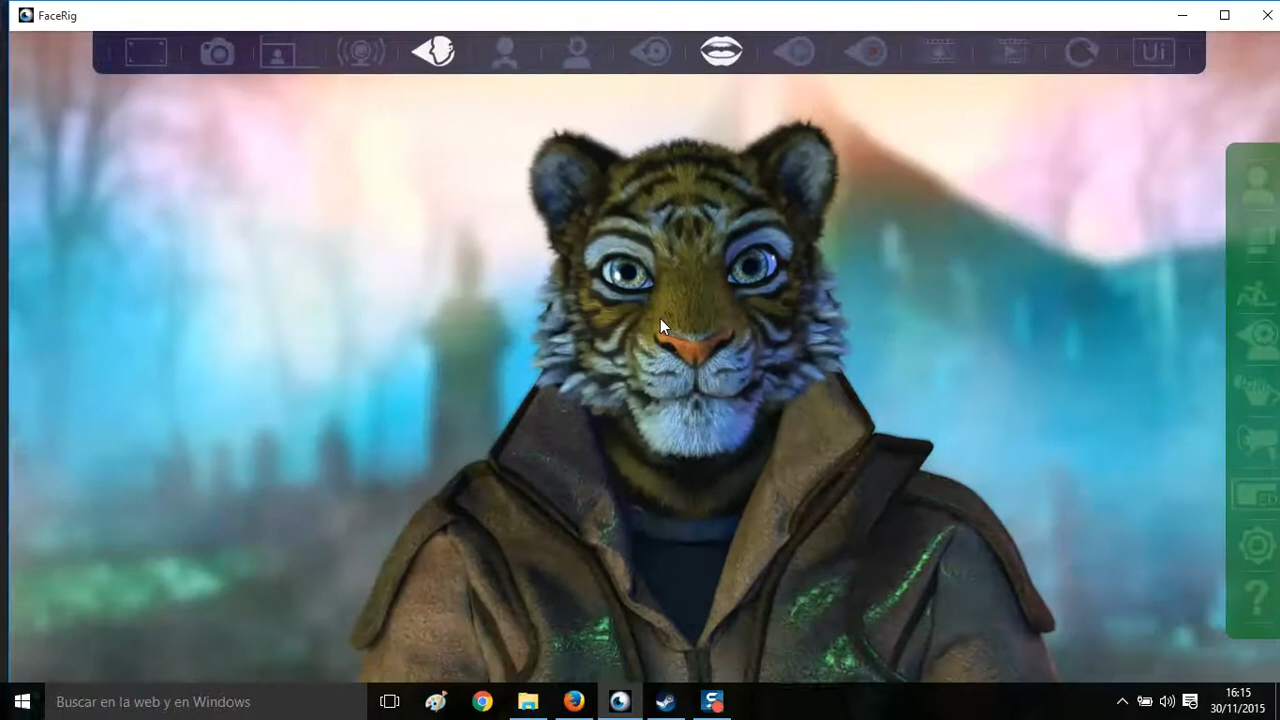 FaceRig
Ui
?
Buscar en la web y en Windows
16:15
30/11/2015